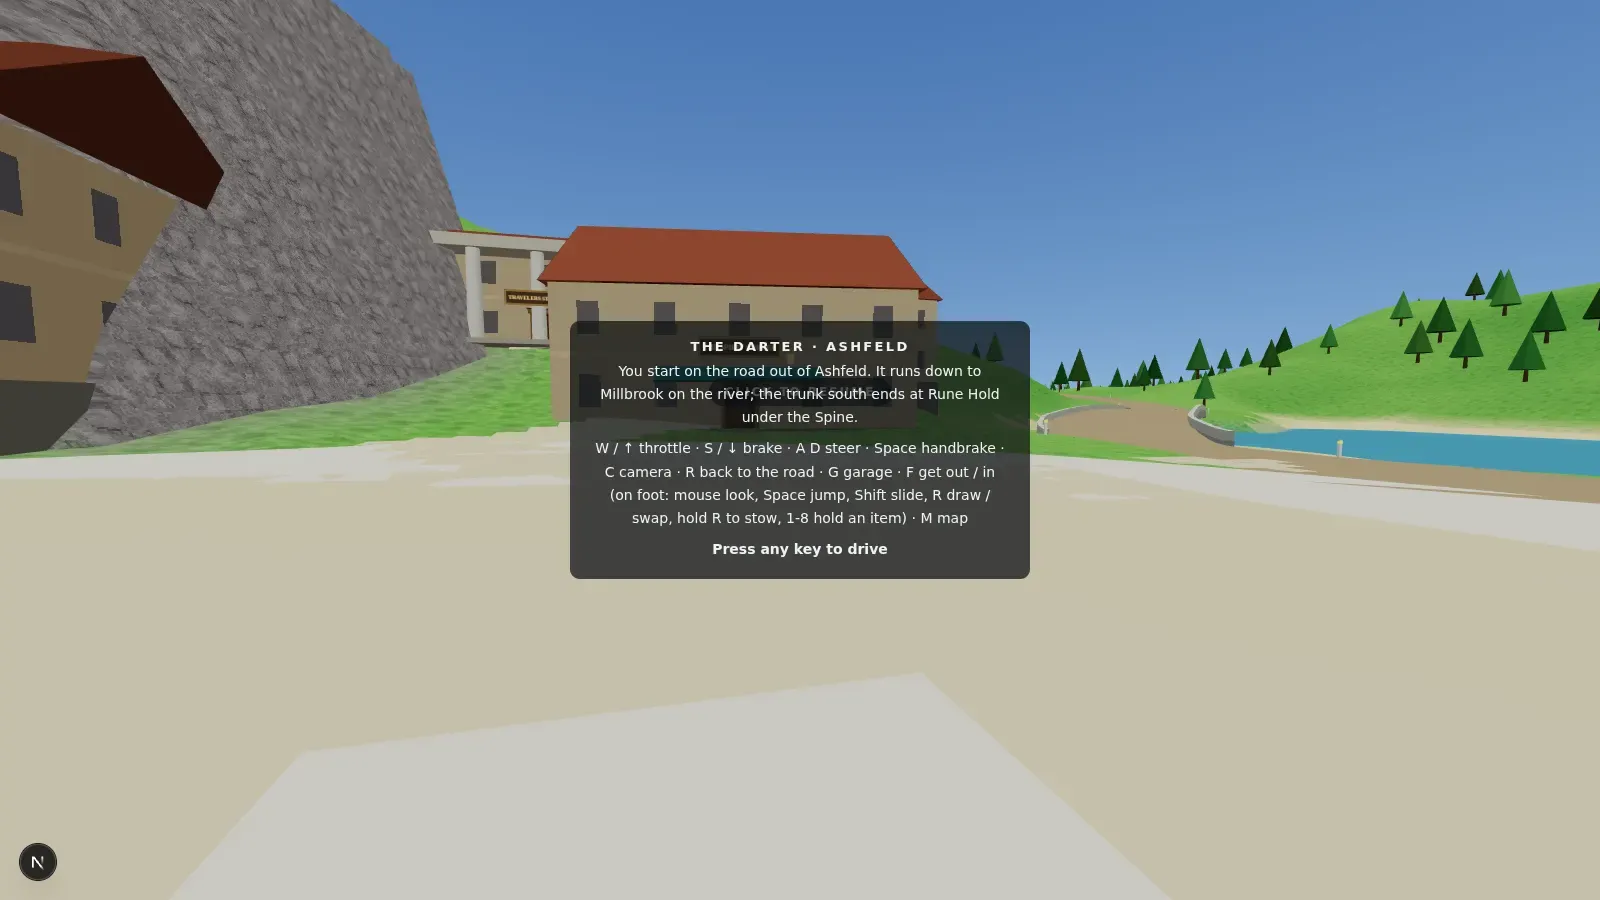 TRAVELERS
THE DARTER · ASHFELD
You start on the road out of Ashfeld. It runs down to
Millbrook on the river; the trunk south ends at Rune Hold
under the Spine.
W / ↑ throttle · S / ↓ brake · A D steer · Space handbrake ·
C camera · R back to the road · G garage · F get out / in
(on foot: mouse look, Space jump, Shift slide, R draw /
swap, hold R to stow, 1-8 hold an item) · M map
Press any key to drive
N